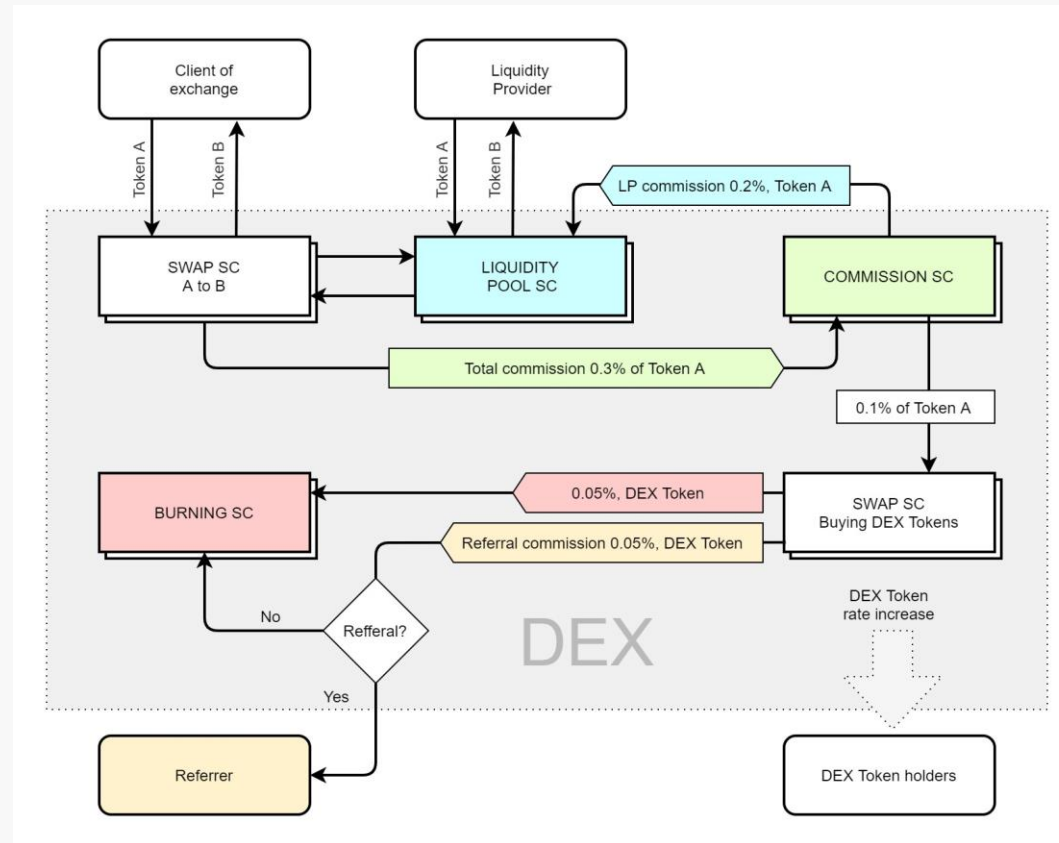 Client of
exchange
Liquidity
Provider
Token A
Token B
Token A
Token B
LP commission 0.2%, Token A
SWAP SC
A to B
LIQUIDITY
POOL SC
COMMISSION SC
Total commission 0.3% of Token A
0.1% of Token A
BURNING SC
0.05%, DEX Token
SWAP SC
Buying DEX Tokens
Referral commission 0.05%, DEX Token
DEX Token
rate increase
No
Refferal?
DEX
Yes
Referrer
DEX Token holders